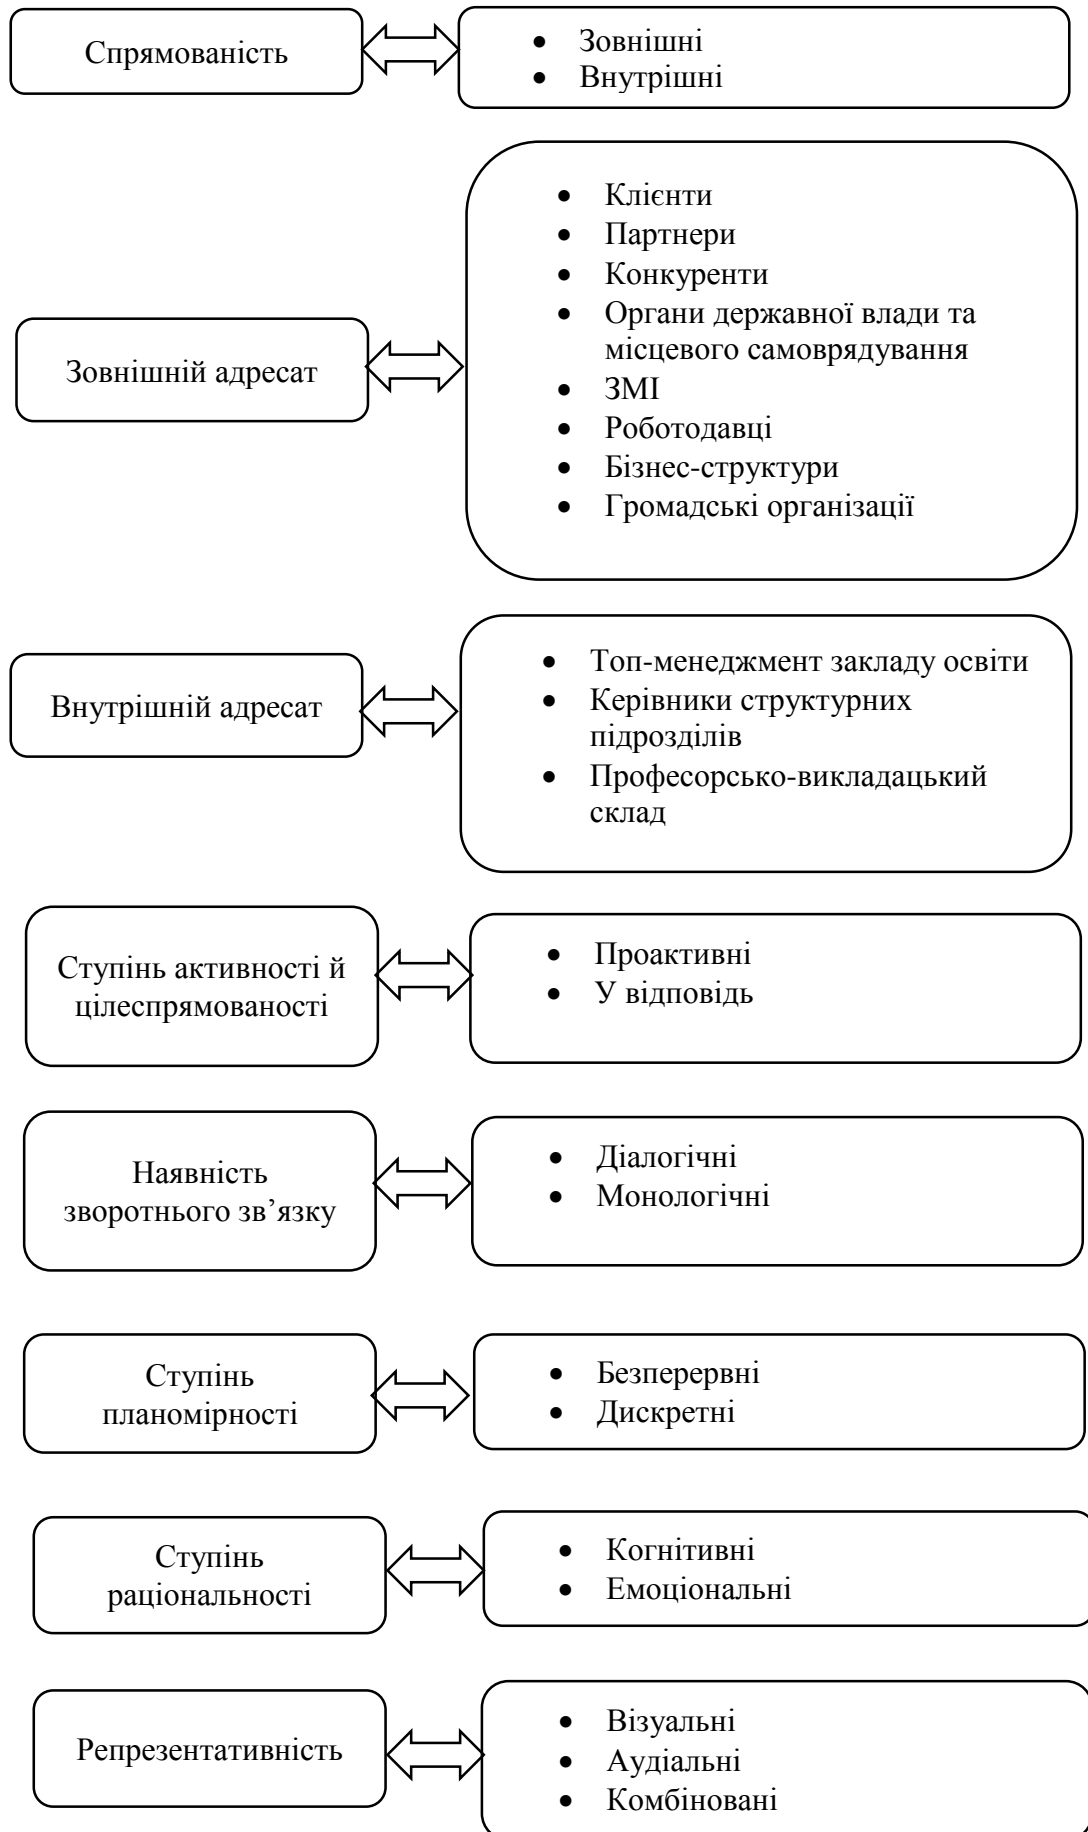 Спрямованість
• Зовнішні
• Внутрішні
Зовнішній адресат
• Клієнти
• Партнери
• Конкуренти
• Органи державної влади та
місцевого самоврядування
• ЗМІ
• Роботодавці
• Бізнес-структури
• Громадські організації
Внутрішній адресат
• Топ-менеджмент закладу освіти
• Керівники структурних
підрозділів
• Професорсько-викладацький
склад
Ступінь активності й
цілеспрямованості
• Проактивні
• У відповідь
Наявність
зворотнього зв’язку
• Діалогічні
• Монологічні
Ступінь
планомірності
• Безперервні
• Дискретні
Ступінь
раціональності
• Когнітивні
• Емоціональні
Репрезентативність
• Візуальні
• Аудіальні
• Комбіновані